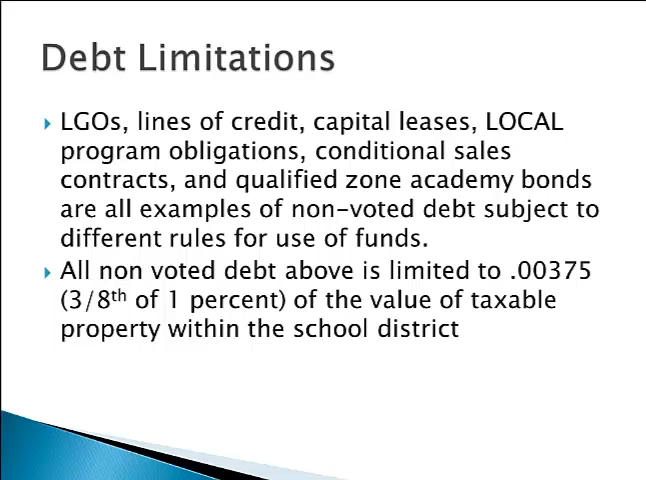 Debt Limitations
LGOs, lines of credit, capital leases, LOCAL
program obligations, conditional sales
contracts, and qualified zone academy bonds
are all examples of non-voted debt subject to
different rules for use of funds.
All non voted debt above is limited to .00375
(3/8th of 1 percent) of the value of taxable
property within the school district